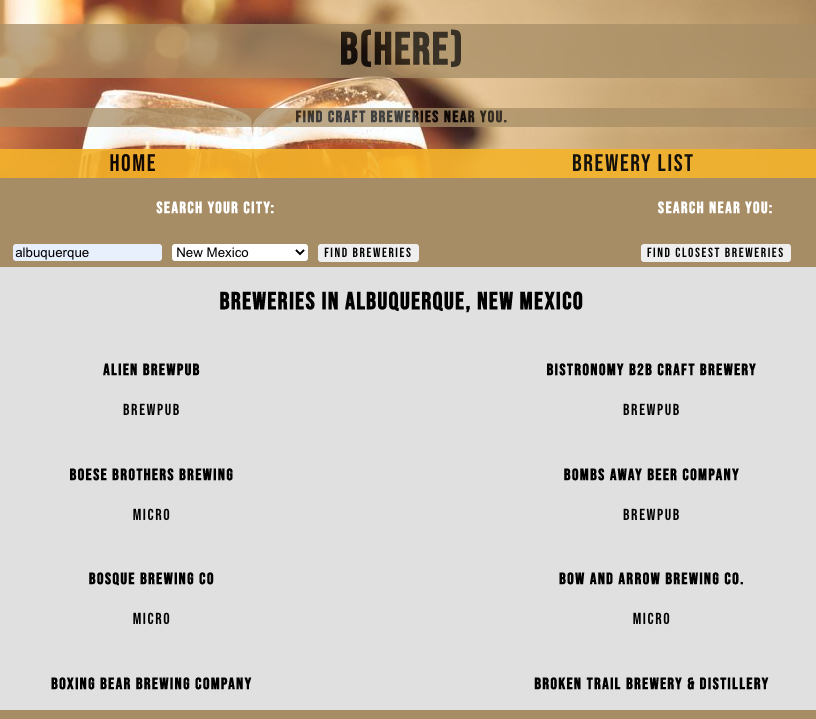 B(HERE)
FIND CRAFT BREWERIES NEAR YOU.
HOME
BREWERY LIST
SEARCH YOUR CITY:
SEARCH NEAR YOU:
albuquerque
New Mexico
FIND BREWERIES
FIND CLOSEST BREWERIES
BREWERIES IN ALBUQUERQUE, NEW MEXICO
ALIEN BREWPUB
BISTRONOMY B2B CRAFT BREWERY
BREWPUB
BREWPUB
BOESE BROTHERS BREWING
BOMBS AWAY BEER COMPANY
MICRO
BREWPUB
BOSQUE BREWING CO
BOW AND ARROW BREWING CO.
MICRO
MICRO
BOXING BEAR BREWING COMPANY
BROKEN TRAIL BREWERY & DISTILLERY